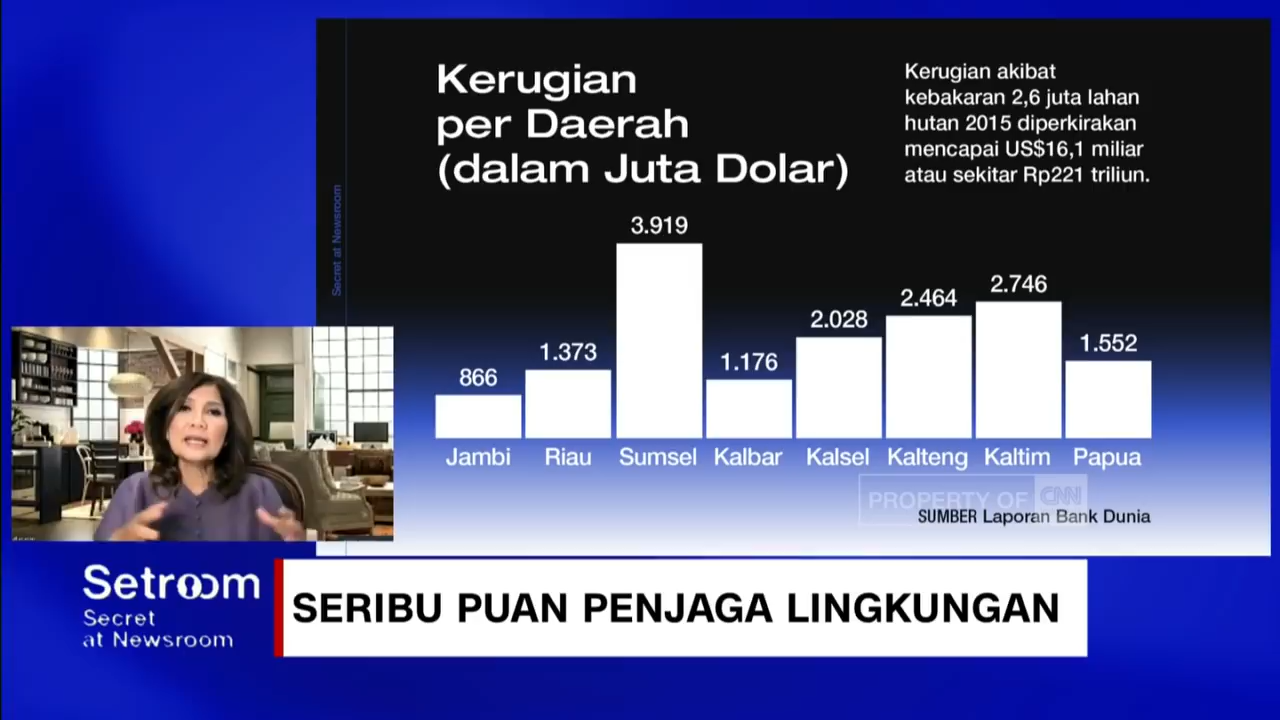 Kerugian
per Daerah
(dalam Juta Dolar)
Kerugian akibat
kebakaran 2,6 juta lahan
hutan 2015 diperkirakan
mencapai US$16,1 miliar
atau sekitar Rp221 triliun.
Secret at Newsroom
866
1.373
3.919
1.176
2.028
2.464
2.746
1.552
Jambi Riau Sumsel Kalbar Kalsel Kalteng Kaltim Papua
PROPERTY OF CNN
SUMBER Laporan Bank Dunia
Setroom
Secret
at Newsroom
SERIBU PUAN PENJAGA LINGKUNGAN